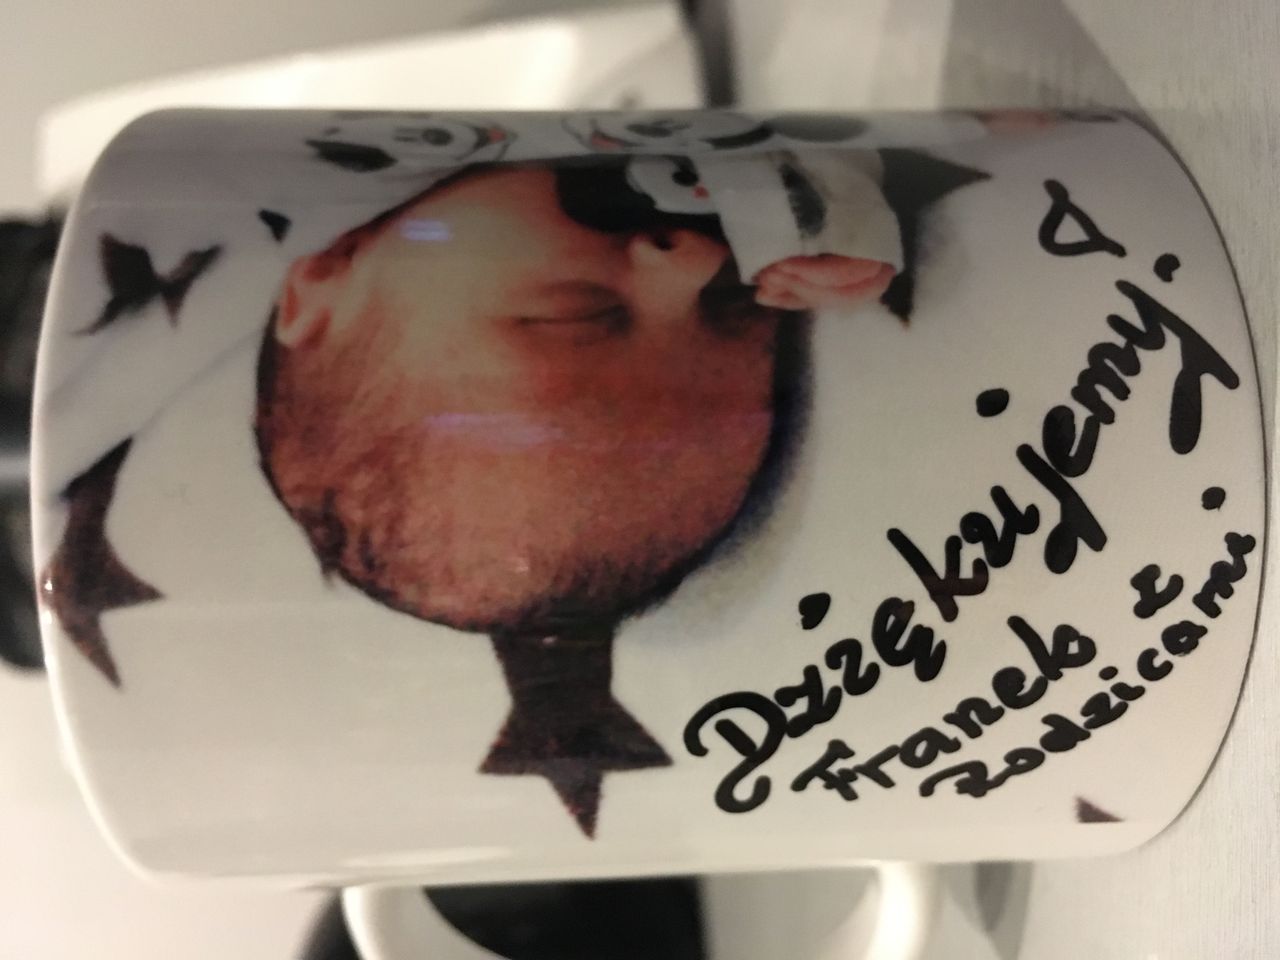 Dziękujemy.
Franek z
rodzicami